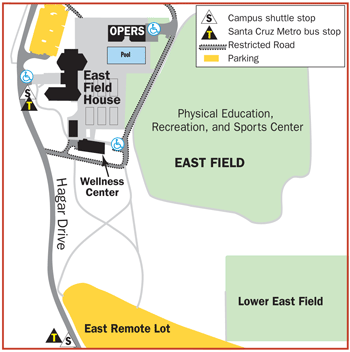 S Campus shuttle stop
T Santa Cruz Metro bus stop
Restricted Road
Parking
OPERS
Pool
East
Field
House
S
T
Physical Education,
Recreation, and Sports Center
EAST FIELD
Wellness
Center
Hagar Drive
Lower East Field
East Remote Lot
T S